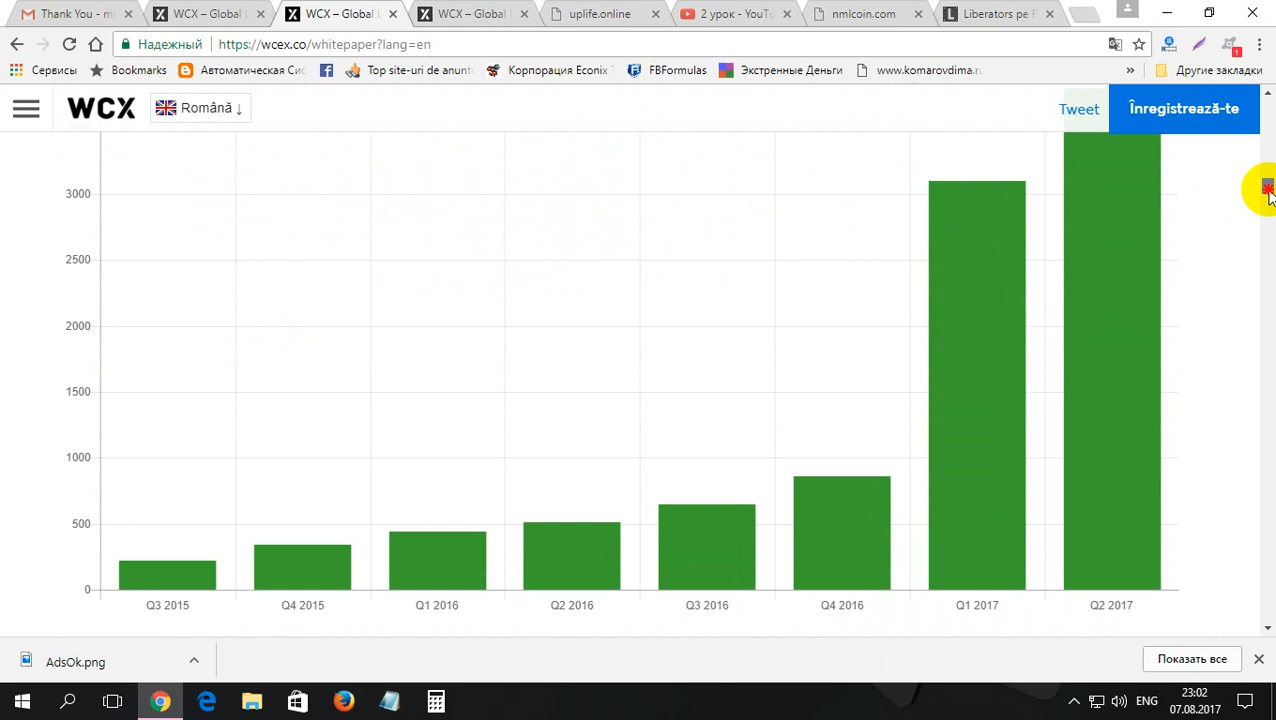 Thank You - mi
WCX – Global
WCX – Global
WCX – Global
uplife.online
2 урок - YouTu
nmlcoin.com
Liberators pe F
Надежный
https://wcex.co/whitepaper?lang=en
1
Сервисы
Bookmarks
Автоматическая Сис
Top site-uri de anunț
Корпорация Econix
FBFormulas
Экстренные Деньги
www.komarovdima.ru
»
Другие закладки
WCX
Română ↓
Tweet
Înregistrează-te
3000
2500
2000
1500
1000
500
0
Q3 2015
Q4 2015
Q1 2016
Q2 2016
Q3 2016
Q4 2016
Q1 2017
Q2 2017
AdsOk.png
Показать все
ENG
23:02
07.08.2017